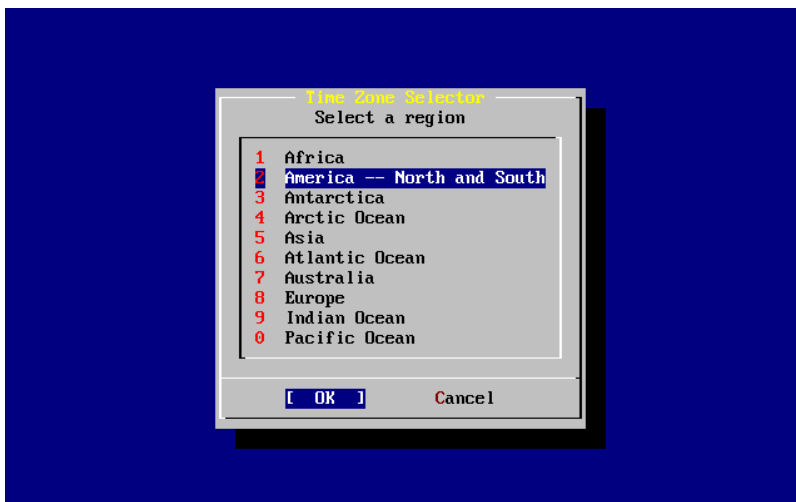 Time Zone Selector
Select a region
1 Africa
2 America -- North and South
3 Antarctica
4 Arctic Ocean
5 Asia
6 Atlantic Ocean
7 Australia
8 Europe
9 Indian Ocean
0 Pacific Ocean
[ OK ] Cancel